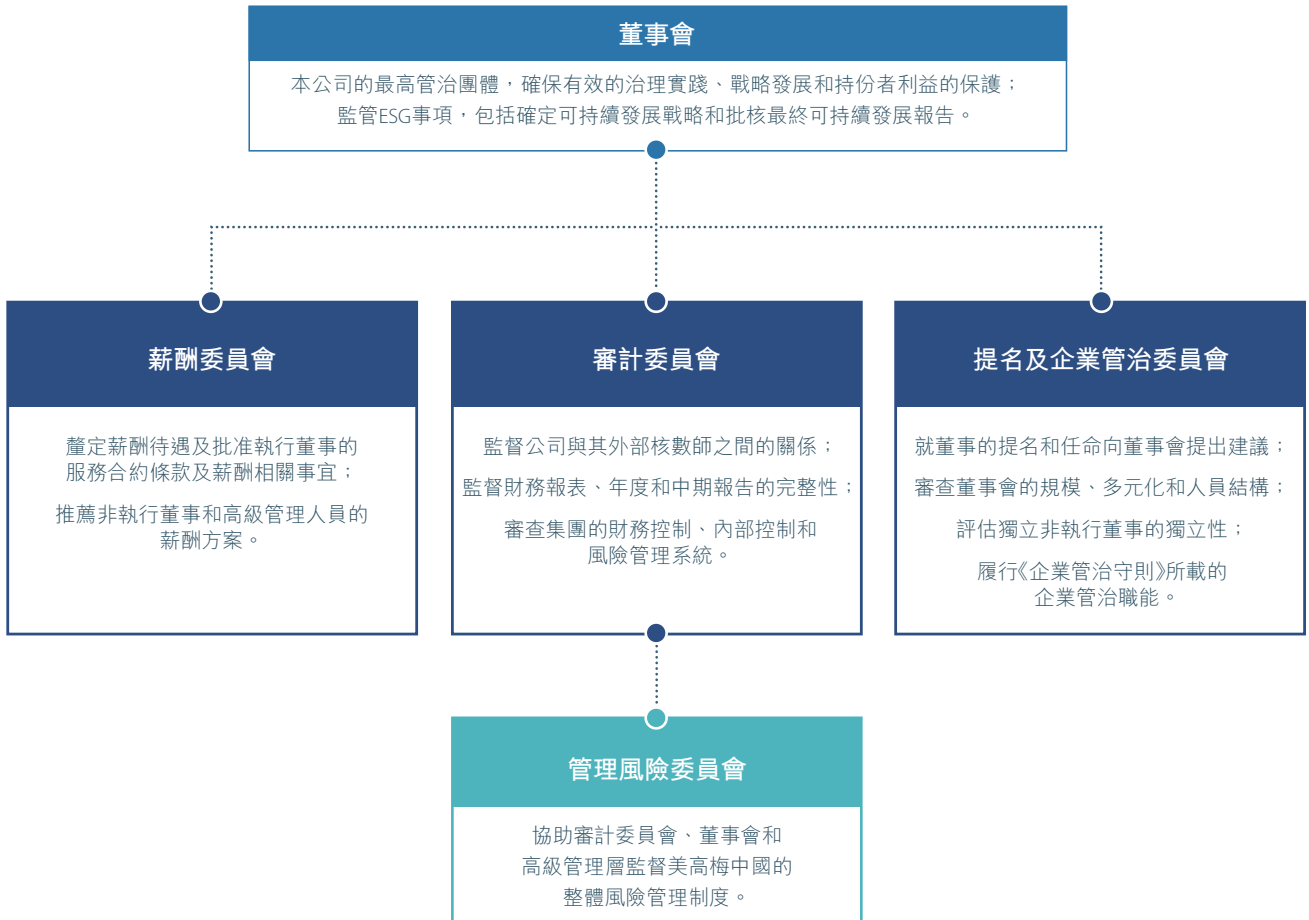 董事會
本公司的最高管治團體，確保有效的治理實踐、戰略發展和持份者利益的保護；
監管ESG事項，包括確定可持續發展戰略和批核最終可持續發展報告。
薪酬委員會
釐定薪酬待遇及批准執行董事的
服務合約條款及薪酬相關事宜；
推薦非執行董事和高級管理人員的
薪酬方案。
審計委員會
監督公司與其外部核數師之間的關係；
監督財務報表、年度和中期報告的完整性；
審查集團的財務控制、內部控制和
風險管理系統。
提名及企業管治委員會
就董事的提名和任命向董事會提出建議；
審查董事會的規模、多元化和人員結構；
評估獨立非執行董事的獨立性；
履行《企業管治守則》所載的
企業管治職能。
管理風險委員會
協助審計委員會、董事會和
高級管理層監督美高梅中國的
整體風險管理制度。